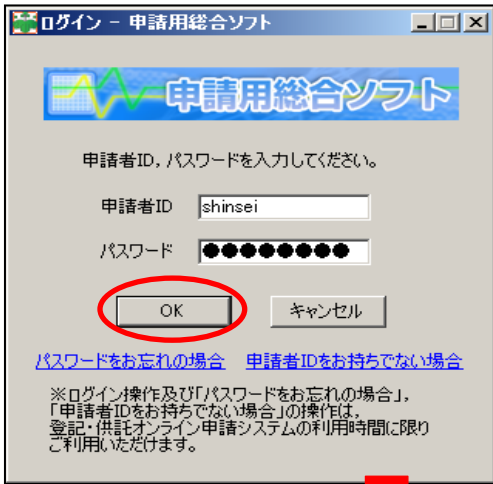 ログイン - 申請用総合ソフト
申請用総合ソフト
申請者ID,パスワードを入力してください。
申請者ID shinsei
パスワード ●●●●●●●●
OK キャンセル
パスワードをお忘れの場合 申請者IDをお持ちでない場合
※ログイン操作及び「パスワードをお忘れの場合」,
「申請者IDをお持ちでない場合」の操作は,
登記・供託オンライン申請システムの利用時間に限り
ご利用いただけます。